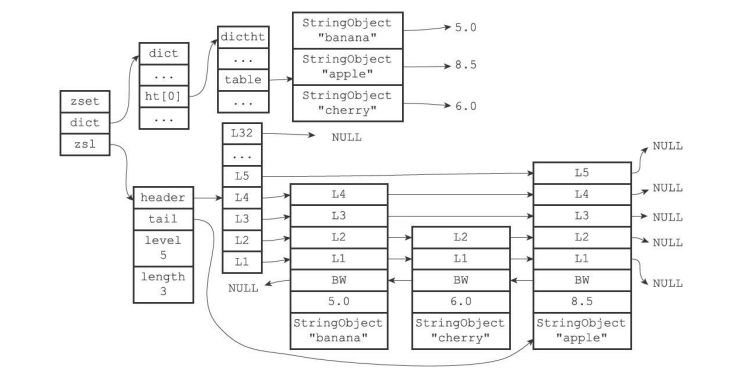 zset
dict
zsl
dict
...
ht[0]
...
dictht
...
table
...
StringObject
"banana"
5.0
StringObject
"apple"
8.5
StringObject
"cherry"
6.0
header
tail
level
5
length
3
L32
NULL
...
L5
L4
L3
L2
L1
NULL
L4
L3
L2
L1
BW
5.0
StringObject
"banana"
L2
L1
BW
6.0
StringObject
"cherry"
L5
L4
L3
L2
L1
BW
8.5
StringObject
"apple"
NULL
NULL
NULL
NULL
NULL